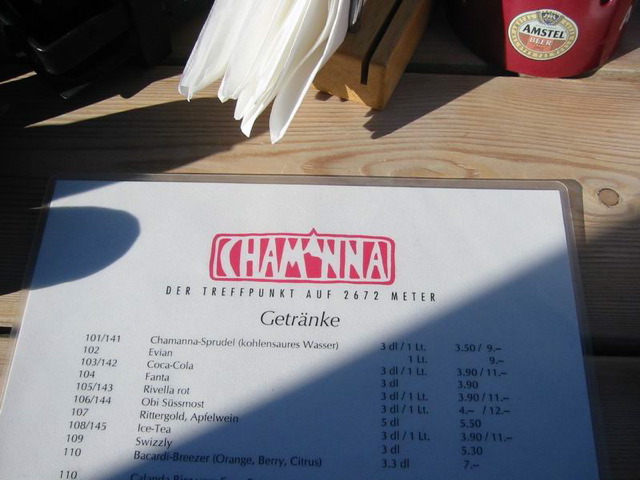 AMSTEL
BEER
CHAMANNA
DER TREFFPUNKT AUF 2672 METER
Getränke
101/141 Chamanna-Sprudel (kohlensaures Wasser) 3 dl / 1 Lt. 3.50 / 9.–
102 Evian 1 Lt. 9.–
103/142 Coca-Cola 3 dl / 1 Lt. 3.90 / 11.–
104 Fanta 3 dl 3.90
105/143 Rivella rot 3 dl / 1 Lt. 3.90 / 11.–
106/144 Obi Süssmost 3 dl / 1 Lt. 4.– / 12.–
107 Rittergold, Apfelwein 5 dl 5.50
108/145 Ice-Tea 3 dl / 1 Lt. 3.90 / 11.–
109 Swizzly 3 dl 5.30
110 Bacardi-Breezer (Orange, Berry, Citrus) 3.3 dl 7.–
110